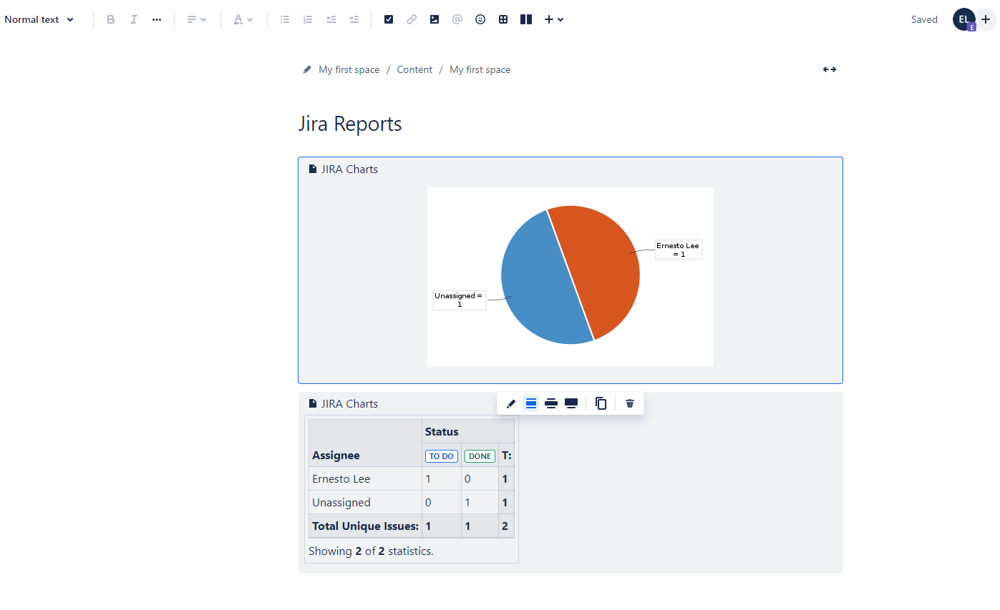 Normal text
B I A @ Saved EL E
My first space / Content / My first space
Jira Reports
JIRA Charts
Ernesto Lee
= 1
Unassigned =
1
JIRA Charts
Status
Assignee TO DO DONE T:
Ernesto Lee 1 0 1
Unassigned 0 1 1
Total Unique Issues: 1 1 2
Showing 2 of 2 statistics.